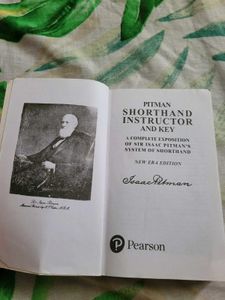 PITMAN
SHORTHAND
INSTRUCTOR
AND KEY
A COMPLETE EXPOSITION
OF SIR ISAAC PITMAN'S
SYSTEM OF SHORTHAND
NEW ERA EDITION
Isaac Pitman
Pearson